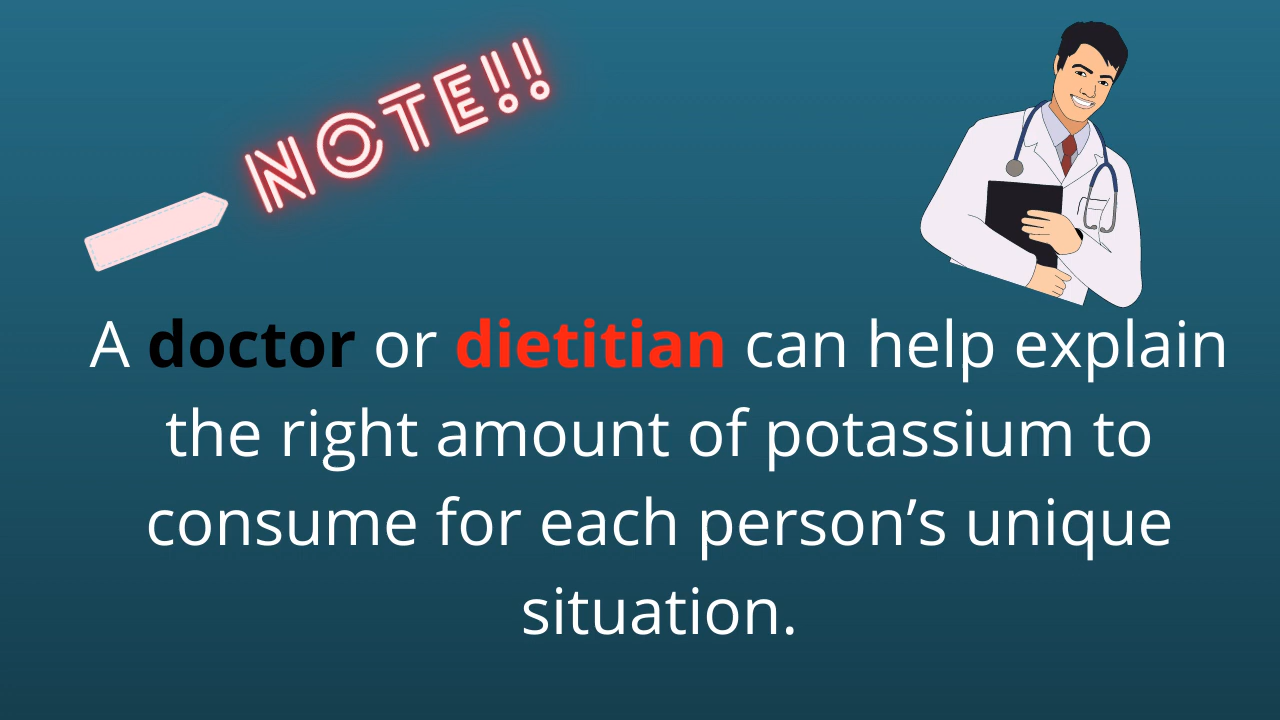 NOTE!!
A doctor or dietitian can help explain
the right amount of potassium to
consume for each person’s unique
situation.